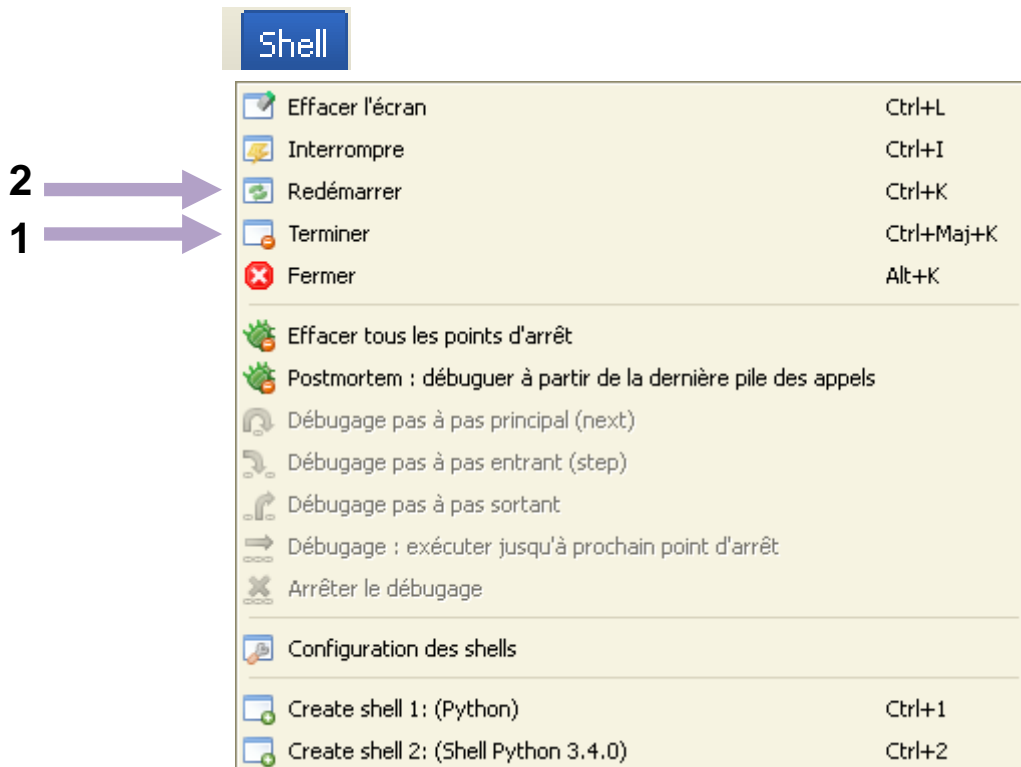 Shell
Effacer l'écran Ctrl+L
Interrompre Ctrl+I
2 Redémarrer Ctrl+K
1 Terminer Ctrl+Maj+K
Fermer Alt+K
Effacer tous les points d'arrêt
Postmortem : débuguer à partir de la dernière pile des appels
Débugage pas à pas principal (next)
Débugage pas à pas entrant (step)
Débugage pas à pas sortant
Débugage : exécuter jusqu'à prochain point d'arrêt
Arrêter le débugage
Configuration des shells
Create shell 1: (Python) Ctrl+1
Create shell 2: (Shell Python 3.4.0) Ctrl+2